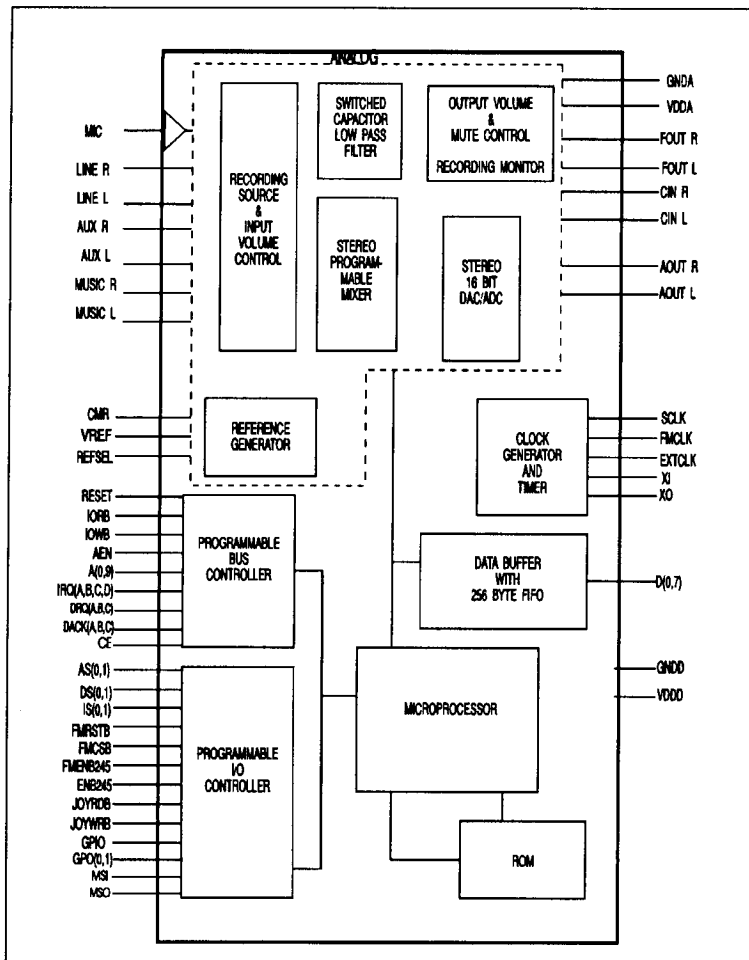 ANALOG
MIC
LINE R
LINE L
AUX R
AUX L
MUSIC R
MUSIC L
CMR
VREF
REFSEL
RESET
IORB
IOWB
AEN
A(0,9)
IRQ(A,B,C,D)
DRQ(A,B,C)
DACK(A,B,C)
CE
AS(0,1)
DS(0,1)
IS(0,1)
FMRSTB
FMCSB
FMENB245
ENB245
JOYRDB
JOYWRB
GPIO
GPO(0,1)
MSI
MSO
RECORDING
SOURCE
&
INPUT
VOLUME
CONTROL
SWITCHED
CAPACITOR
LOW PASS
FILTER
OUTPUT VOLUME
&
MUTE CONTROL
RECORDING MONITOR
STEREO
PROGRAM-
MABLE
MIXER
STEREO
16 BIT
DAC/ADC
REFERENCE
GENERATOR
CLOCK
GENERATOR
AND
TIMER
PROGRAMMABLE
BUS
CONTROLLER
DATA BUFFER
WITH
256 BYTE FIFO
PROGRAMMABLE
I/O
CONTROLLER
MICROPROCESSOR
ROM
GNDA
VDDA
FOUT R
FOUT L
CIN R
CIN L
AOUT R
AOUT L
SCLK
FMCLK
EXTCLK
XI
XO
D(0,7)
GNDD
VDDD